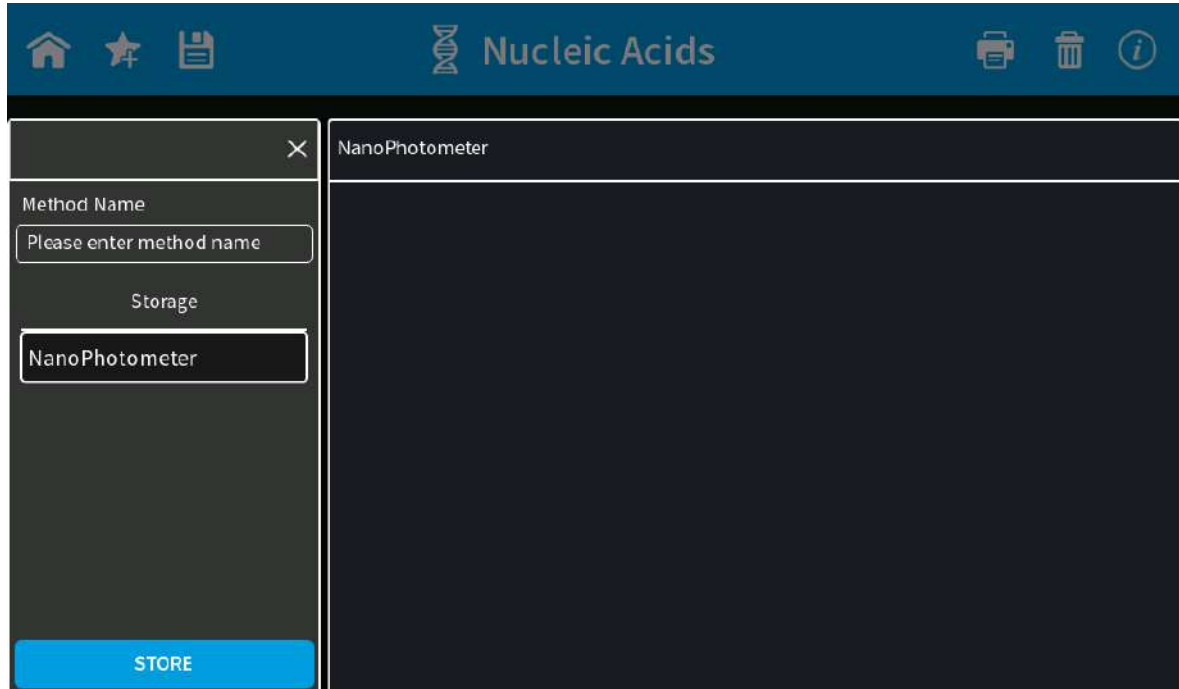 Nucleic Acids
NanoPhotometer
Method Name
Please enter method name
Storage
NanoPhotometer
STORE